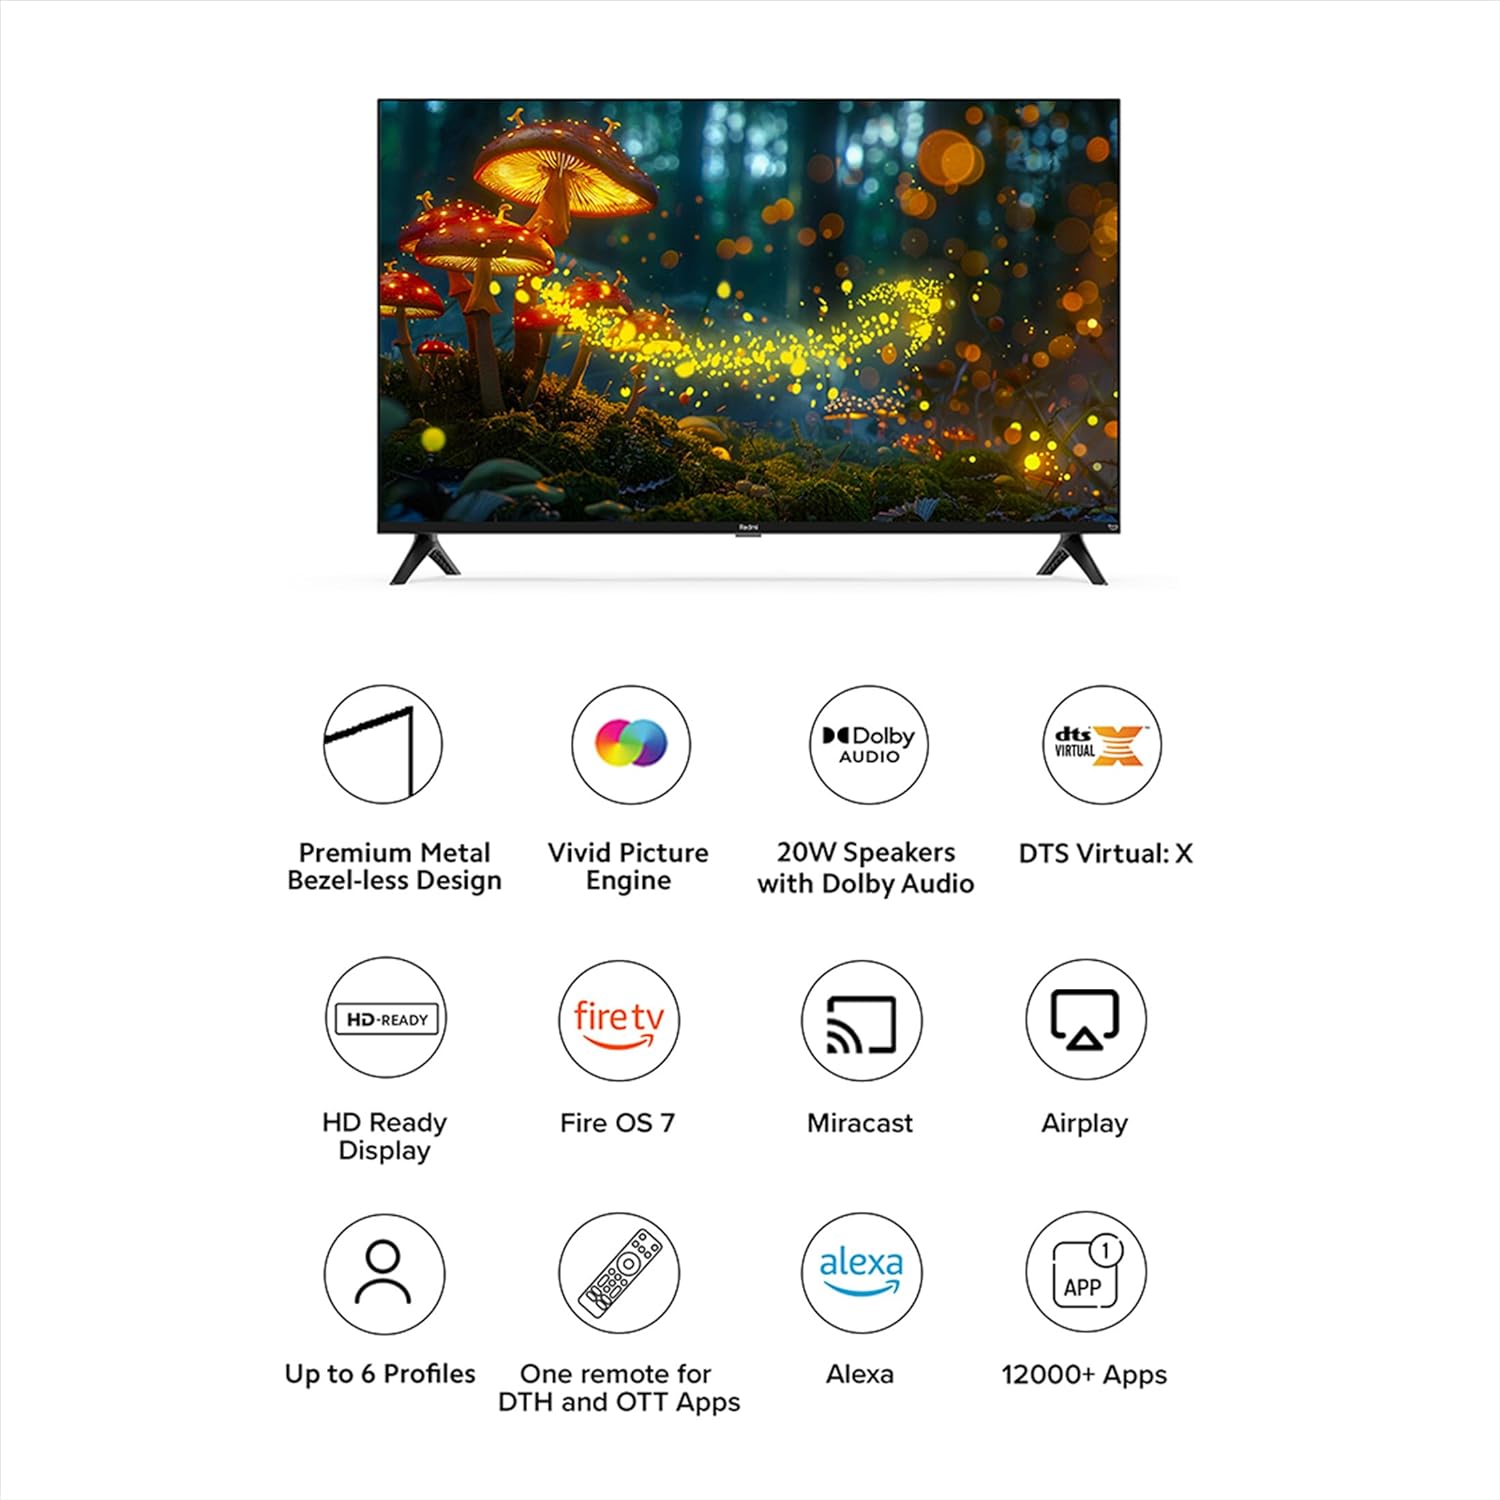 Redmi
Dolby
AUDIO
dts
VIRTUAL X
Premium Metal
Bezel-less Design
Vivid Picture
Engine
20W Speakers
with Dolby Audio
DTS Virtual: X
HD-READY
firetv
HD Ready
Display
Fire OS 7
Miracast
Airplay
alexa
1
APP
Up to 6 Profiles
One remote for
DTH and OTT Apps
Alexa
12000+ Apps